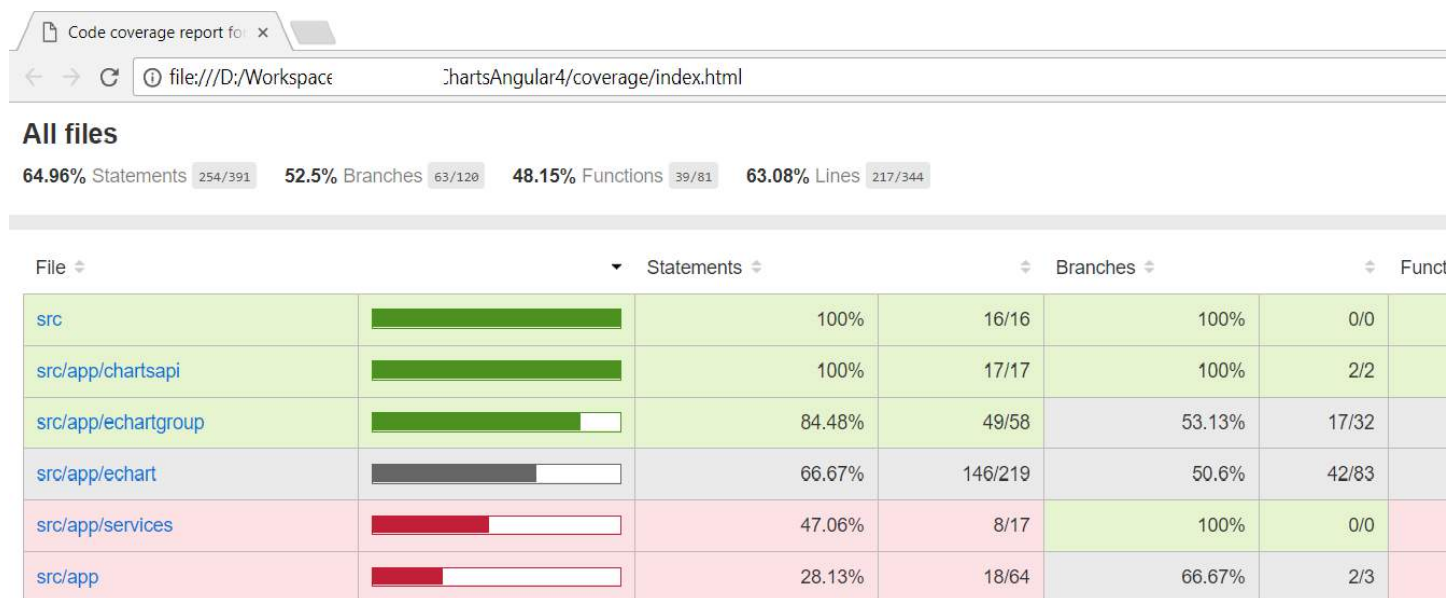 Code coverage report for ×
file:///D:/Workspace hartsAngular4/coverage/index.html
All files
64.96% Statements 254/391 52.5% Branches 63/120 48.15% Functions 39/81 63.08% Lines 217/344
File Statements Branches Funct
src 100% 16/16 100% 0/0
src/app/chartsapi 100% 17/17 100% 2/2
src/app/echartgroup 84.48% 49/58 53.13% 17/32
src/app/echart 66.67% 146/219 50.6% 42/83
src/app/services 47.06% 8/17 100% 0/0
src/app 28.13% 18/64 66.67% 2/3